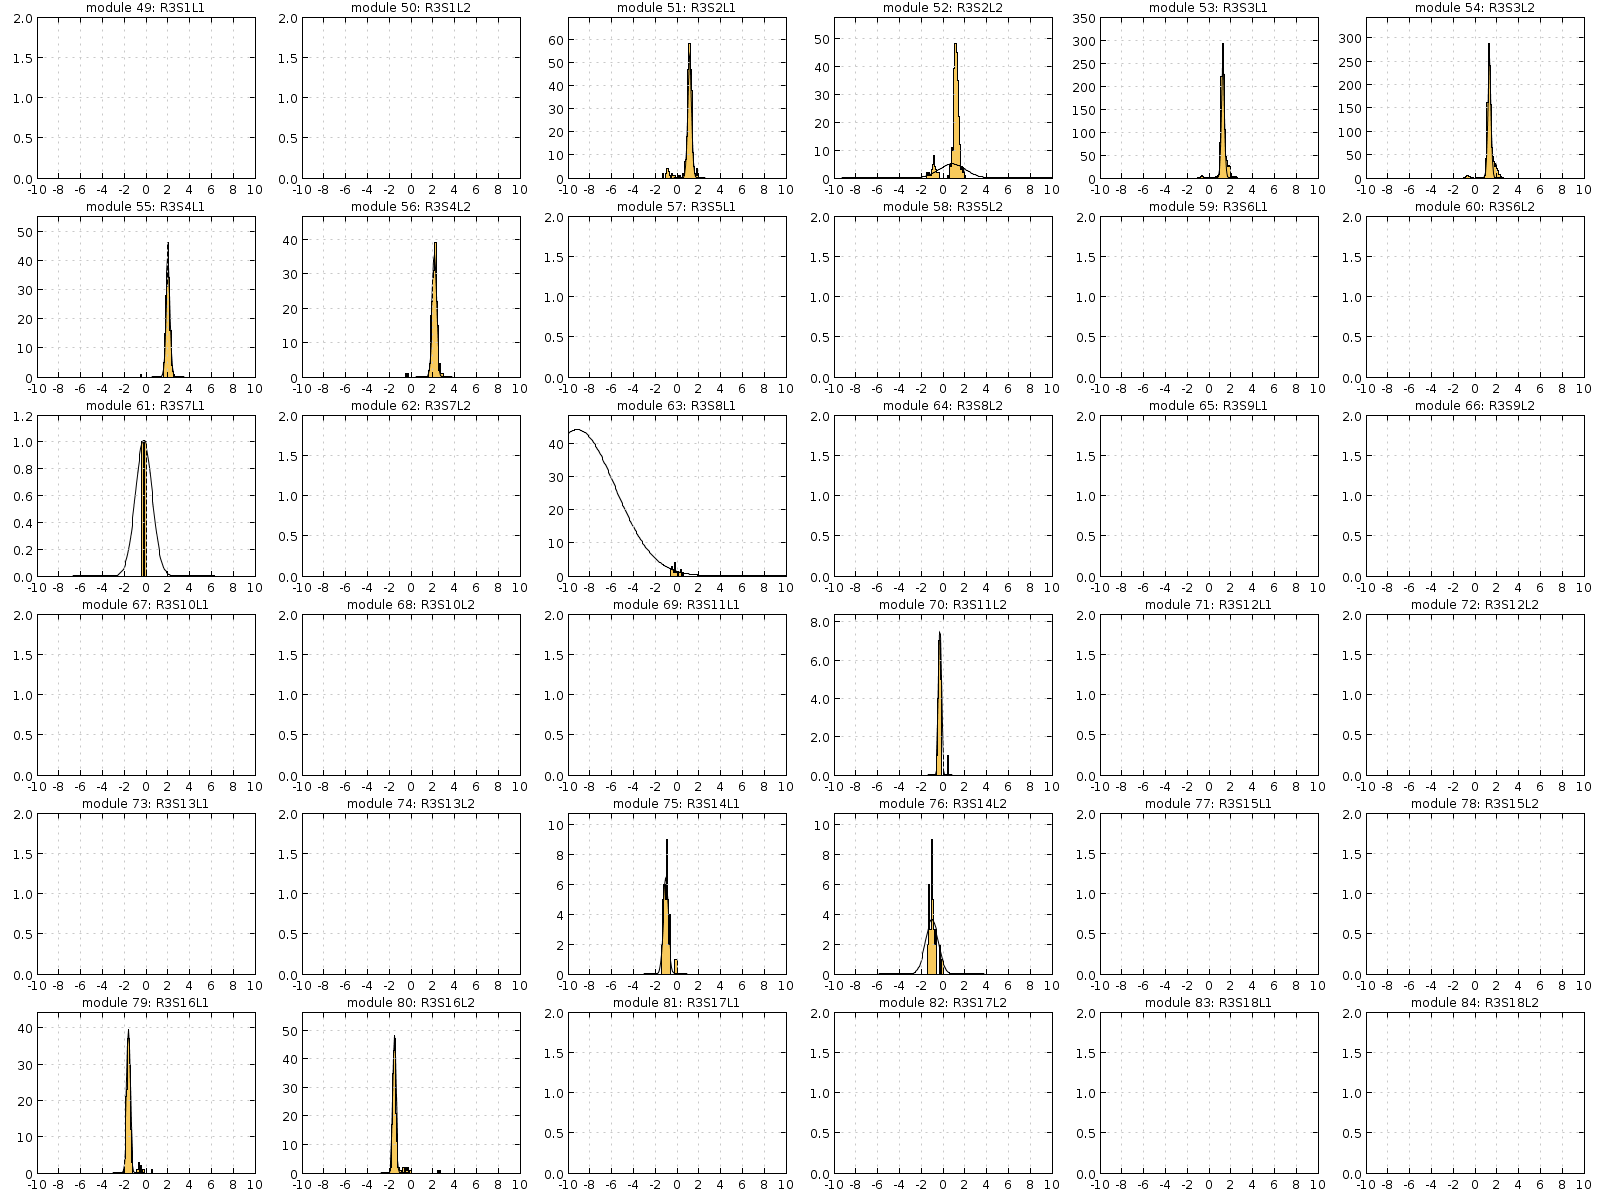 module 49: R3S1L1 module 50: R3S1L2 module 51: R3S2L1 module 52: R3S2L2 module 53: R3S3L1 module 54: R3S3L2
2.0 2.0 60 50 350 300
1.5 1.5 50 40 300 250
1.0 1.0 40 30 250 200
0.5 0.5 30 20 200 150
0.0 0.0 20 10 150 100
10 0 100 50
0 50 0
0
-10 -8 -6 -4 -2 0 2 4 6 8 10 -10 -8 -6 -4 -2 0 2 4 6 8 10 -10 -8 -6 -4 -2 0 2 4 6 8 10 -10 -8 -6 -4 -2 0 2 4 6 8 10 -10 -8 -6 -4 -2 0 2 4 6 8 10 -10 -8 -6 -4 -2 0 2 4 6 8 10
module 55: R3S4L1 module 56: R3S4L2 module 57: R3S5L1 module 58: R3S5L2 module 59: R3S6L1 module 60: R3S6L2
50 40 2.0 2.0 2.0 2.0
40 30 1.5 1.5 1.5 1.5
30 20 1.0 1.0 1.0 1.0
20 10 0.5 0.5 0.5 0.5
10 0 0.0 0.0 0.0 0.0
0
-10 -8 -6 -4 -2 0 2 4 6 8 10 -10 -8 -6 -4 -2 0 2 4 6 8 10 -10 -8 -6 -4 -2 0 2 4 6 8 10 -10 -8 -6 -4 -2 0 2 4 6 8 10 -10 -8 -6 -4 -2 0 2 4 6 8 10 -10 -8 -6 -4 -2 0 2 4 6 8 10
module 61: R3S7L1 module 62: R3S7L2 module 63: R3S8L1 module 64: R3S8L2 module 65: R3S9L1 module 66: R3S9L2
1.2 2.0 40 2.0 2.0 2.0
1.0 1.5 30 1.5 1.5 1.5
0.8 1.0 20 1.0 1.0 1.0
0.6 0.5 10 0.5 0.5 0.5
0.4 0.0 0 0.0 0.0 0.0
0.2
0.0
-10 -8 -6 -4 -2 0 2 4 6 8 10 -10 -8 -6 -4 -2 0 2 4 6 8 10 -10 -8 -6 -4 -2 0 2 4 6 8 10 -10 -8 -6 -4 -2 0 2 4 6 8 10 -10 -8 -6 -4 -2 0 2 4 6 8 10 -10 -8 -6 -4 -2 0 2 4 6 8 10
module 67: R3S10L1 module 68: R3S10L2 module 69: R3S11L1 module 70: R3S11L2 module 71: R3S12L1 module 72: R3S12L2
2.0 2.0 2.0 8.0 2.0 2.0
1.5 1.5 1.5 6.0 1.5 1.5
1.0 1.0 1.0 4.0 1.0 1.0
0.5 0.5 0.5 2.0 0.5 0.5
0.0 0.0 0.0 0.0 0.0 0.0
-10 -8 -6 -4 -2 0 2 4 6 8 10 -10 -8 -6 -4 -2 0 2 4 6 8 10 -10 -8 -6 -4 -2 0 2 4 6 8 10 -10 -8 -6 -4 -2 0 2 4 6 8 10 -10 -8 -6 -4 -2 0 2 4 6 8 10 -10 -8 -6 -4 -2 0 2 4 6 8 10
module 73: R3S13L1 module 74: R3S13L2 module 75: R3S14L1 module 76: R3S14L2 module 77: R3S15L1 module 78: R3S15L2
2.0 2.0 10 10 2.0 2.0
1.5 1.5 8 8 1.5 1.5
1.0 1.0 6 6 1.0 1.0
0.5 0.5 4 4 0.5 0.5
0.0 0.0 2 2 0.0 0.0
0 0
-10 -8 -6 -4 -2 0 2 4 6 8 10 -10 -8 -6 -4 -2 0 2 4 6 8 10 -10 -8 -6 -4 -2 0 2 4 6 8 10 -10 -8 -6 -4 -2 0 2 4 6 8 10 -10 -8 -6 -4 -2 0 2 4 6 8 10 -10 -8 -6 -4 -2 0 2 4 6 8 10
module 79: R3S16L1 module 80: R3S16L2 module 81: R3S17L1 module 82: R3S17L2 module 83: R3S18L1 module 84: R3S18L2
40 50 2.0 2.0 2.0 2.0
30 40 1.5 1.5 1.5 1.5
20 30 1.0 1.0 1.0 1.0
10 20 0.5 0.5 0.5 0.5
0 10 0.0 0.0 0.0 0.0
0
-10 -8 -6 -4 -2 0 2 4 6 8 10 -10 -8 -6 -4 -2 0 2 4 6 8 10 -10 -8 -6 -4 -2 0 2 4 6 8 10 -10 -8 -6 -4 -2 0 2 4 6 8 10 -10 -8 -6 -4 -2 0 2 4 6 8 10 -10 -8 -6 -4 -2 0 2 4 6 8 10